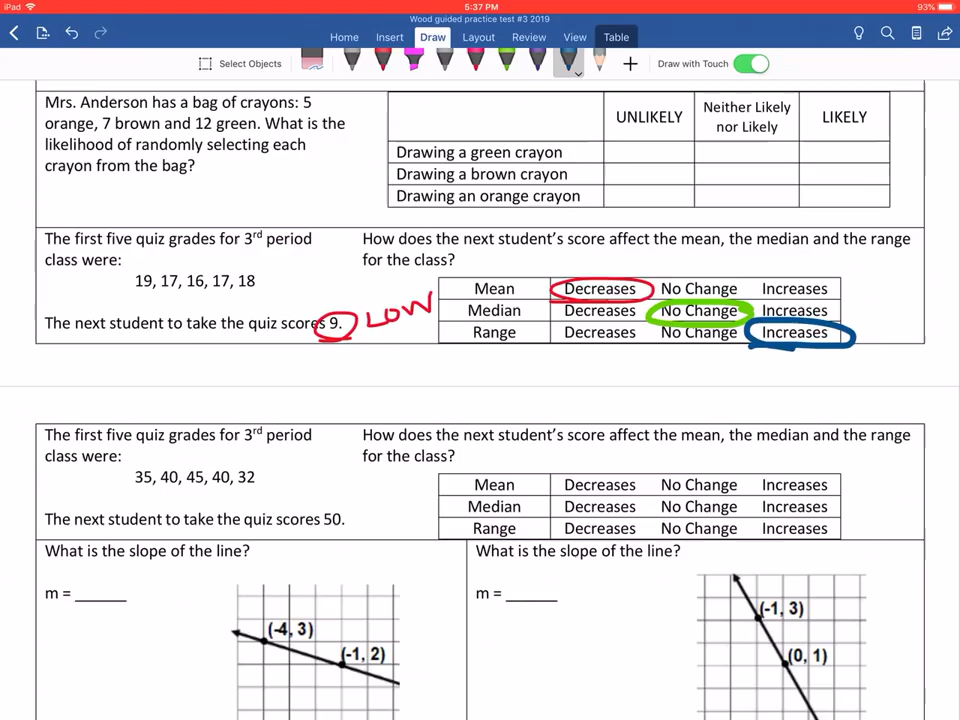 iPad
5:37 PM
93%
Wood guided practice test #3 2019
Home Insert Draw Layout Review View Table
Select Objects
Draw with Touch
Mrs. Anderson has a bag of crayons: 5
orange, 7 brown and 12 green. What is the
likelihood of randomly selecting each
crayon from the bag?
UNLIKELY Neither Likely nor Likely LIKELY
Drawing a green crayon
Drawing a brown crayon
Drawing an orange crayon
The first five quiz grades for 3rd period
class were:
19, 17, 16, 17, 18
The next student to take the quiz scores 9.
LOW
How does the next student’s score affect the mean, the median and the range
for the class?
Mean Decreases No Change Increases
Median Decreases No Change Increases
Range Decreases No Change Increases
The first five quiz grades for 3rd period
class were:
35, 40, 45, 40, 32
The next student to take the quiz scores 50.
How does the next student’s score affect the mean, the median and the range
for the class?
Mean Decreases No Change Increases
Median Decreases No Change Increases
Range Decreases No Change Increases
What is the slope of the line?
m = ______
(-4, 3)
(-1, 2)
What is the slope of the line?
m = ______
(-1, 3)
(0, 1)